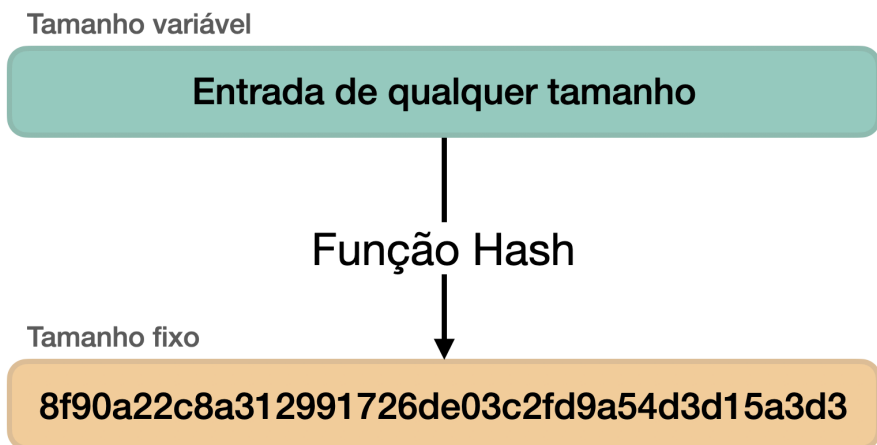 Tamanho variável
Entrada de qualquer tamanho
Função Hash
Tamanho fixo
8f90a22c8a312991726de03c2fd9a54d3d15a3d3